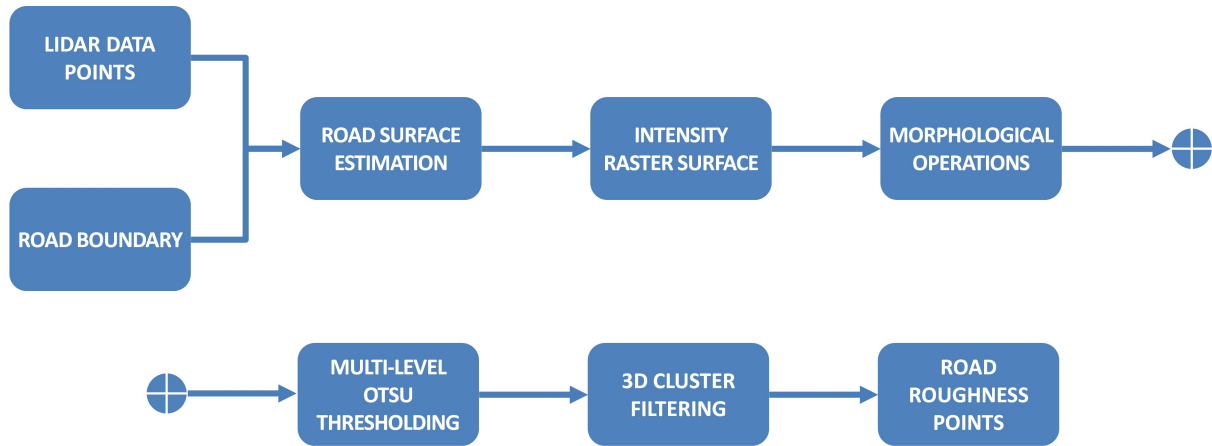 LIDAR DATA
POINTS
ROAD BOUNDARY
ROAD SURFACE
ESTIMATION
INTENSITY
RASTER SURFACE
MORPHOLOGICAL
OPERATIONS
MULTI-LEVEL
OTSU
THRESHOLDING
3D CLUSTER
FILTERING
ROAD
ROUGHNESS
POINTS